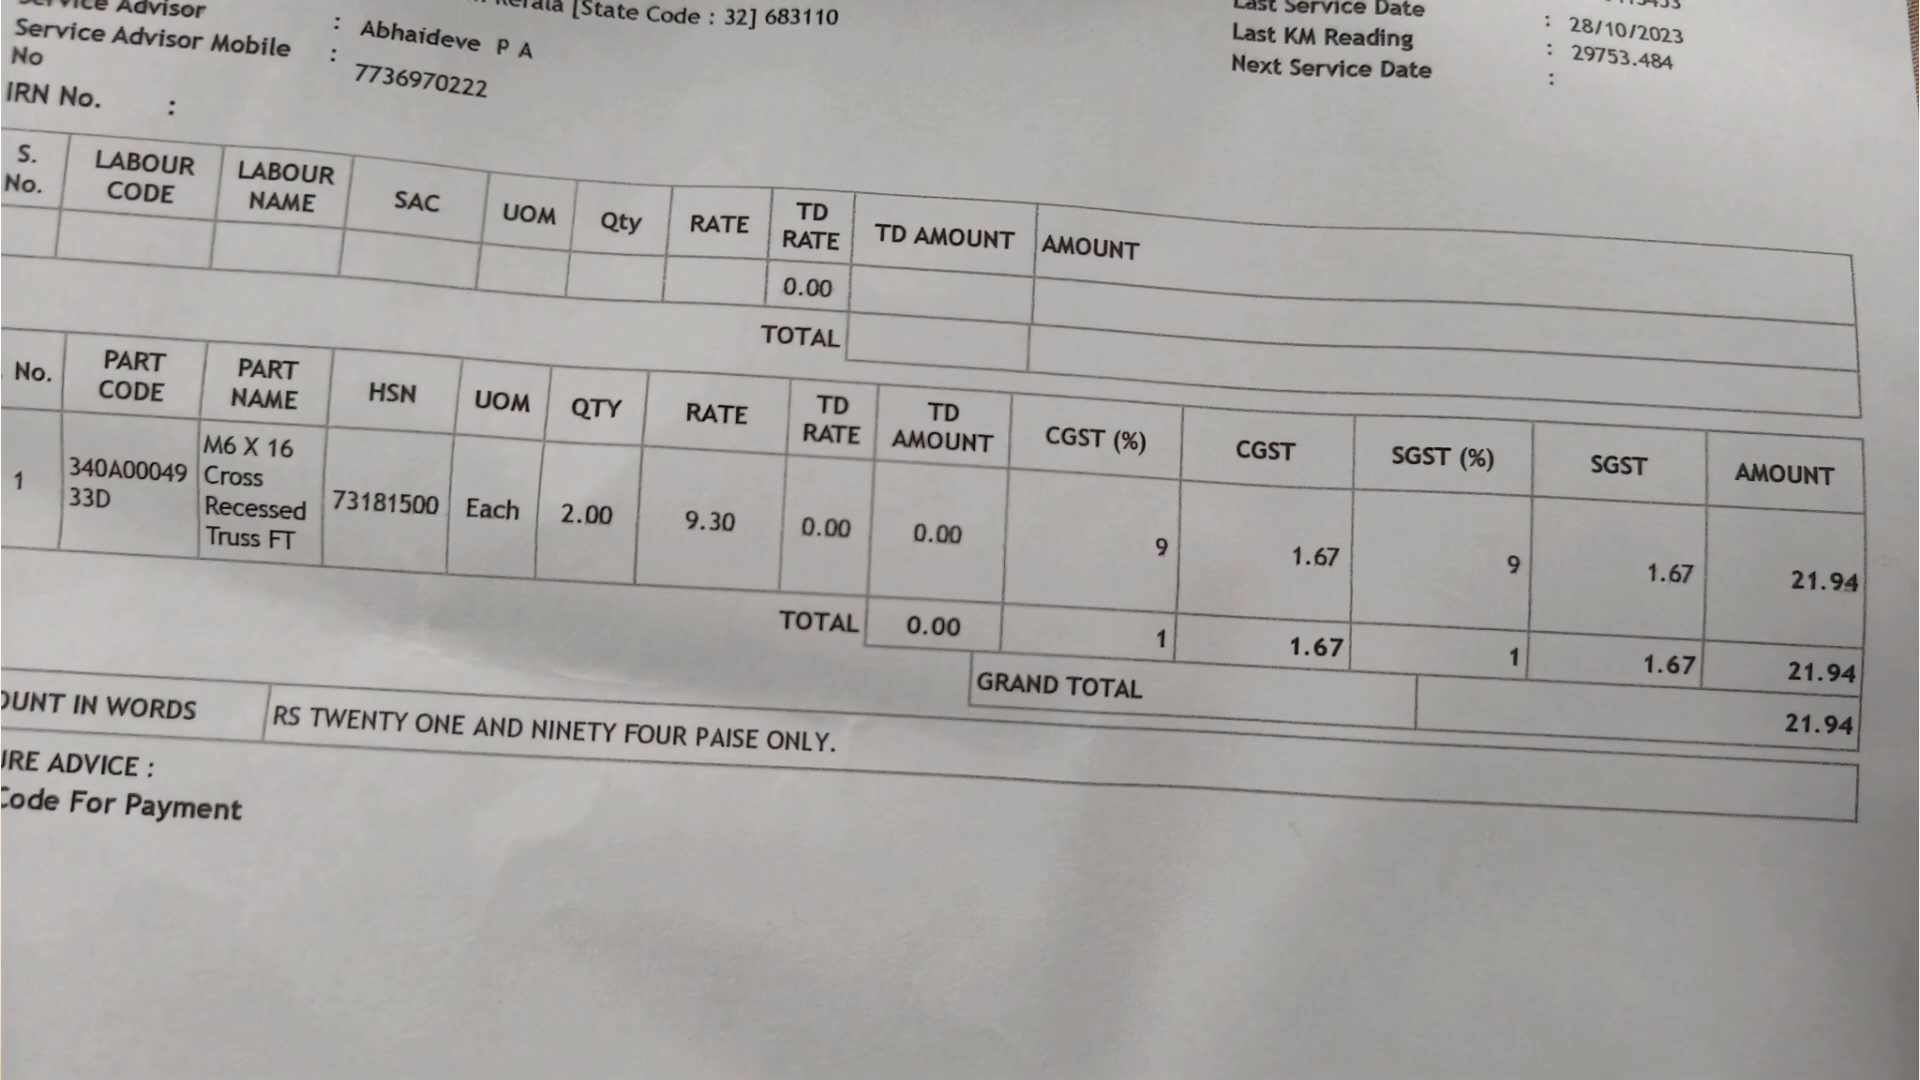 Service Advisor : Abhaideve P A
Kerala [State Code : 32] 683110
Service Advisor Mobile No : 7736970222
IRN No. :
Last Service Date : 28/10/2023
Last KM Reading : 29753.484
Next Service Date :
S. No. LABOUR CODE LABOUR NAME SAC UOM Qty RATE TD RATE TD AMOUNT AMOUNT
0.00
TOTAL
No. PART CODE PART NAME HSN UOM QTY RATE TD RATE TD AMOUNT CGST (%) CGST SGST (%) SGST AMOUNT
1 340A00049 33D M6 X 16 Cross Recessed Truss FT 73181500 Each 2.00 9.30 0.00 0.00 9 1.67 9 1.67 21.94
TOTAL 0.00 1 1.67 1 1.67 21.94
GRAND TOTAL 21.94
OUNT IN WORDS RS TWENTY ONE AND NINETY FOUR PAISE ONLY.
URE ADVICE :
Code For Payment